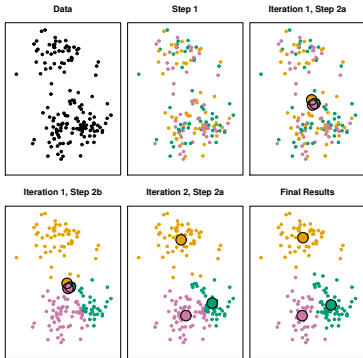 Data
Step 1
Iteration 1, Step 2a
Iteration 1, Step 2b
Iteration 2, Step 2a
Final Results